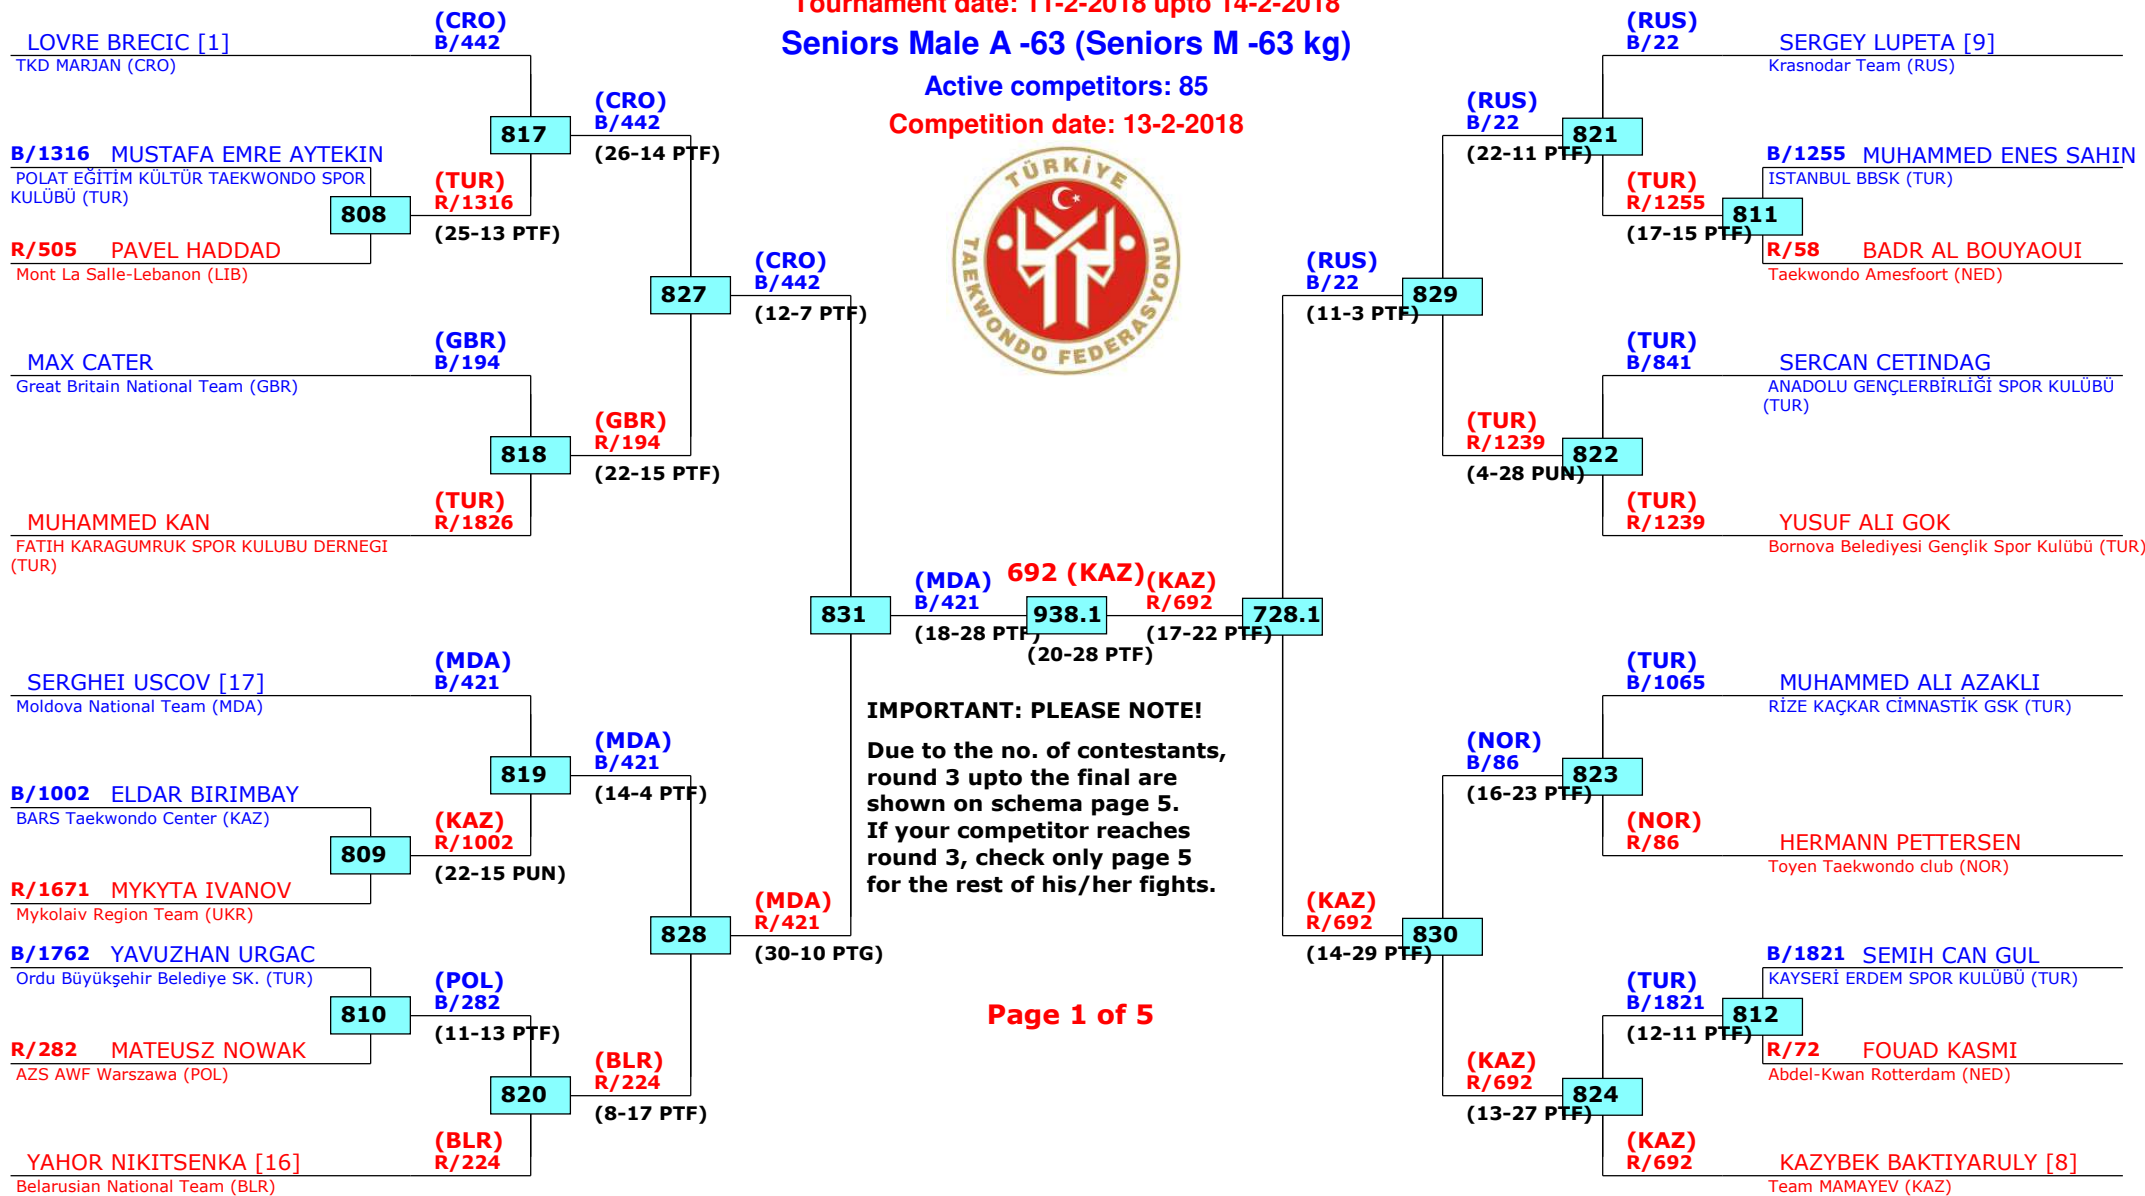 Tournament date: 11-2-2018 upto 14-2-2018
Seniors Male A -63 (Seniors M -63 kg)
Active competitors: 85
Competition date: 13-2-2018
TÜRKİYE
TAEKWONDO FEDERASYONU
(CRO)
B/442
LOVRE BRECIC [1]
TKD MARJAN (CRO)
817
(CRO)
B/442
(26-14 PTF)
B/1316 MUSTAFA EMRE AYTEKIN
POLAT EĞİTİM KÜLTÜR TAEKWONDO SPOR
KULÜBÜ (TUR)
808
(TUR)
R/1316
(25-13 PTF)
R/505 PAVEL HADDAD
Mont La Salle-Lebanon (LIB)
827
(CRO)
B/442
(12-7 PTF)
(GBR)
B/194
MAX CATER
Great Britain National Team (GBR)
818
(GBR)
R/194
(22-15 PTF)
(TUR)
R/1826
MUHAMMED KAN
FATIH KARAGUMRUK SPOR KULUBU DERNEGI
(TUR)
831
(MDA)
B/421
(18-28 PTF)
692 (KAZ)
938.1
(20-28 PTF)
(KAZ)
R/692
(17-22 PTF)
728.1
(MDA)
B/421
SERGHEI USCOV [17]
Moldova National Team (MDA)
819
(MDA)
B/421
(14-4 PTF)
B/1002 ELDAR BIRIMBAY
BARS Taekwondo Center (KAZ)
809
(KAZ)
R/1002
(22-15 PUN)
R/1671 MYKYTA IVANOV
Mykolaiv Region Team (UKR)
828
(MDA)
R/421
(30-10 PTG)
B/1762 YAVUZHAN URGAC
Ordu Büyükşehir Belediye SK. (TUR)
810
(POL)
B/282
(11-13 PTF)
R/282 MATEUSZ NOWAK
AZS AWF Warszawa (POL)
820
(BLR)
R/224
(8-17 PTF)
(BLR)
R/224
YAHOR NIKITSENKA [16]
Belarusian National Team (BLR)
IMPORTANT: PLEASE NOTE!
Due to the no. of contestants,
round 3 upto the final are
shown on schema page 5.
If your competitor reaches
round 3, check only page 5
for the rest of his/her fights.
Page 1 of 5
(RUS)
B/22
SERGEY LUPETA [9]
Krasnodar Team (RUS)
(RUS)
B/22
(22-11 PTF)
821
B/1255 MUHAMMED ENES SAHIN
ISTANBUL BBSK (TUR)
(TUR)
R/1255
(17-15 PTF)
811
R/58 BADR AL BOUYAOUI
Taekwondo Amesfoort (NED)
(RUS)
B/22
(11-3 PTF)
829
(TUR)
B/841
SERCAN CETINDAG
ANADOLU GENÇLERBİRLİĞİ SPOR KULÜBÜ
(TUR)
(TUR)
R/1239
(4-28 PUN)
822
(TUR)
R/1239
YUSUF ALI GOK
Bornova Belediyesi Gençlik Spor Kulübü (TUR)
(TUR)
B/1065
MUHAMMED ALI AZAKLI
RİZE KAÇKAR CİMNASTİK GSK (TUR)
(NOR)
B/86
(16-23 PTF)
823
(NOR)
R/86
HERMANN PETTERSEN
Toyen Taekwondo club (NOR)
(KAZ)
R/692
(14-29 PTF)
830
B/1821 SEMIH CAN GUL
KAYSERİ ERDEM SPOR KULÜBÜ (TUR)
(TUR)
B/1821
(12-11 PTF)
812
R/72 FOUAD KASMI
Abdel-Kwan Rotterdam (NED)
(KAZ)
R/692
(13-27 PTF)
824
(KAZ)
R/692
KAZYBEK BAKTIYARULY [8]
Team MAMAYEV (KAZ)